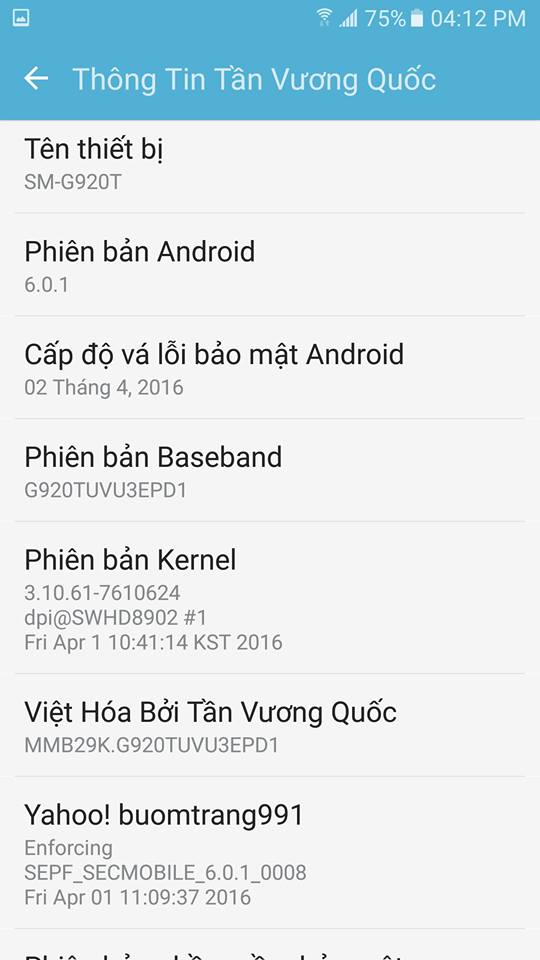 75% 04:12 PM
Thông Tin Tần Vương Quốc
Tên thiết bị
SM-G920T
Phiên bản Android
6.0.1
Cấp độ vá lỗi bảo mật Android
02 Tháng 4, 2016
Phiên bản Baseband
G920TUVU3EPD1
Phiên bản Kernel
3.10.61-7610624
dpi@SWHD8902 #1
Fri Apr 1 10:41:14 KST 2016
Việt Hóa Bởi Tần Vương Quốc
MMB29K.G920TUVU3EPD1
Yahoo! buomtrang991
Enforcing
SEPF_SECMOBILE_6.0.1_0008
Fri Apr 01 11:09:37 2016